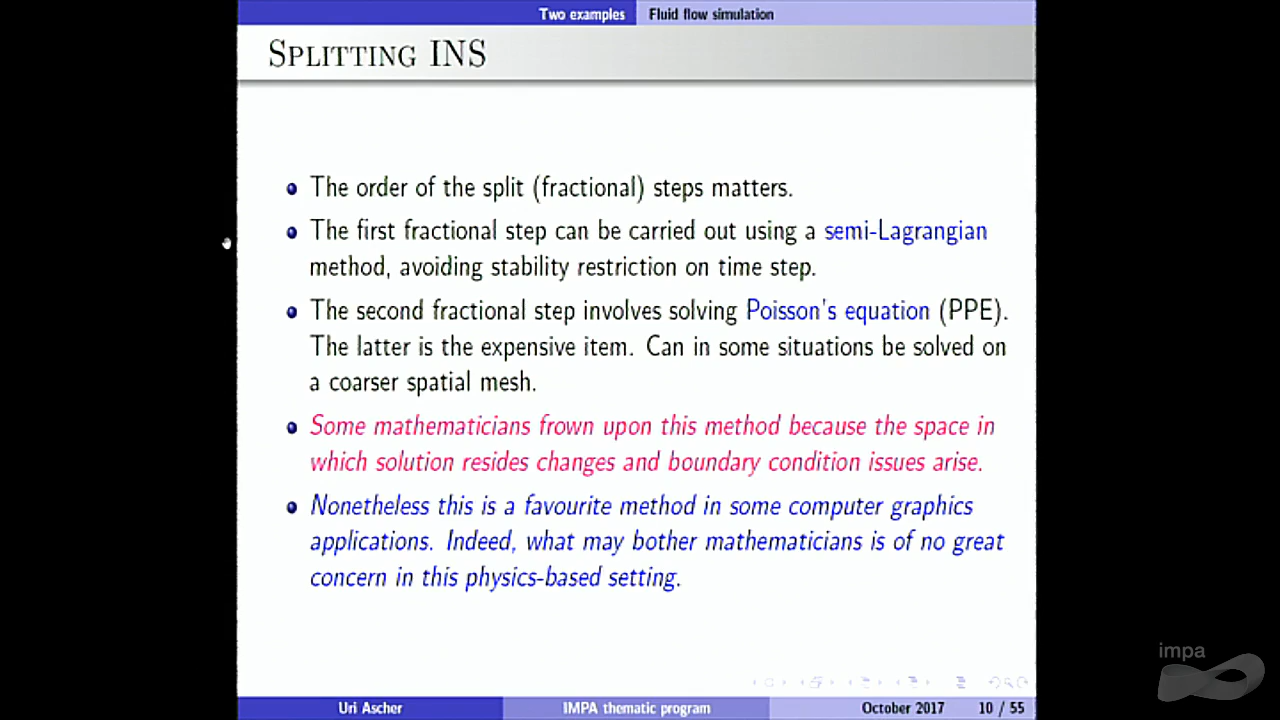 Two examples Fluid flow simulation
SPLITTING INS
The order of the split (fractional) steps matters.
The first fractional step can be carried out using a semi-Lagrangian
method, avoiding stability restriction on time step.
The second fractional step involves solving Poisson's equation (PPE).
The latter is the expensive item. Can in some situations be solved on
a coarser spatial mesh.
Some mathematicians frown upon this method because the space in
which solution resides changes and boundary condition issues arise.
Nonetheless this is a favourite method in some computer graphics
applications. Indeed, what may bother mathematicians is of no great
concern in this physics-based setting.
impa
Uri Ascher IMPA thematic program October 2017 10 / 55